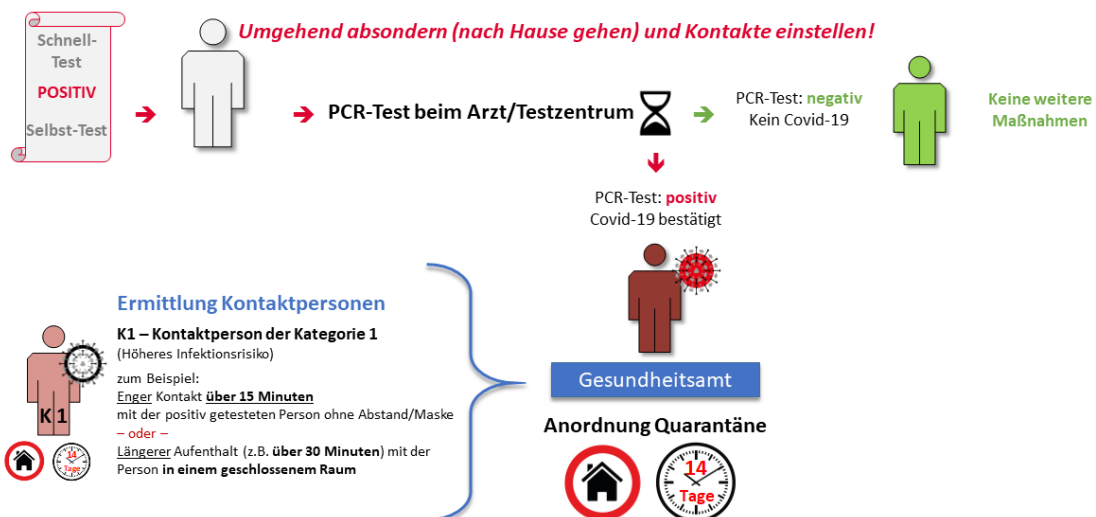 Umgehend absondern (nach Hause gehen) und Kontakte einstellen!
Schnell-
Test
POSITIV
Selbst-Test
PCR-Test beim Arzt/Testzentrum
PCR-Test: negativ
Kein Covid-19
Keine weitere
Maßnahmen
PCR-Test: positiv
Covid-19 bestätigt
Ermittlung Kontaktpersonen
K1 – Kontaktperson der Kategorie 1
(Höheres Infektionsrisiko)
zum Beispiel:
Enger Kontakt über 15 Minuten
mit der positiv getesteten Person ohne Abstand/Maske
– oder –
Längerer Aufenthalt (z.B. über 30 Minuten) mit der
Person in einem geschlossenem Raum
K 1
14
Tage
Gesundheitsamt
Anordnung Quarantäne
14
Tage